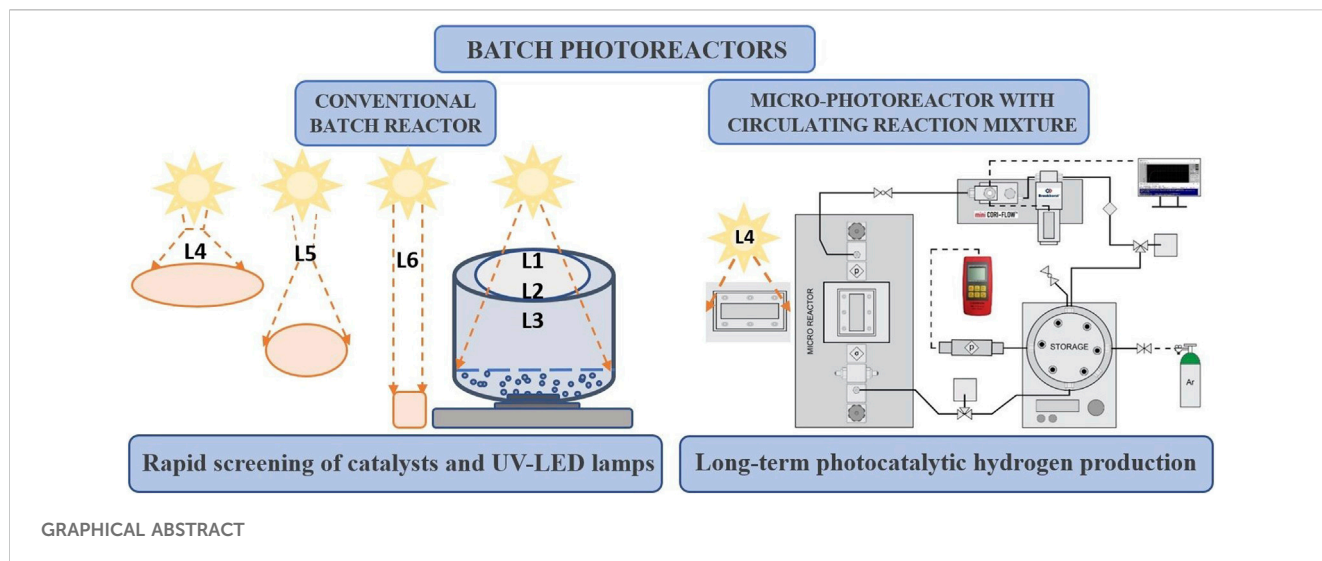 BATCH PHOTOREACTORS
CONVENTIONAL
BATCH REACTOR
MICRO-PHOTOREACTOR WITH
CIRCULATING REACTION MIXTURE
L4
L5
L6
L1
L2
L3
L4
MICRO REACTOR
p
mini CORI-FLOW
p
STORAGE
Ar
Rapid screening of catalysts and UV-LED lamps
Long-term photocatalytic hydrogen production
GRAPHICAL ABSTRACT